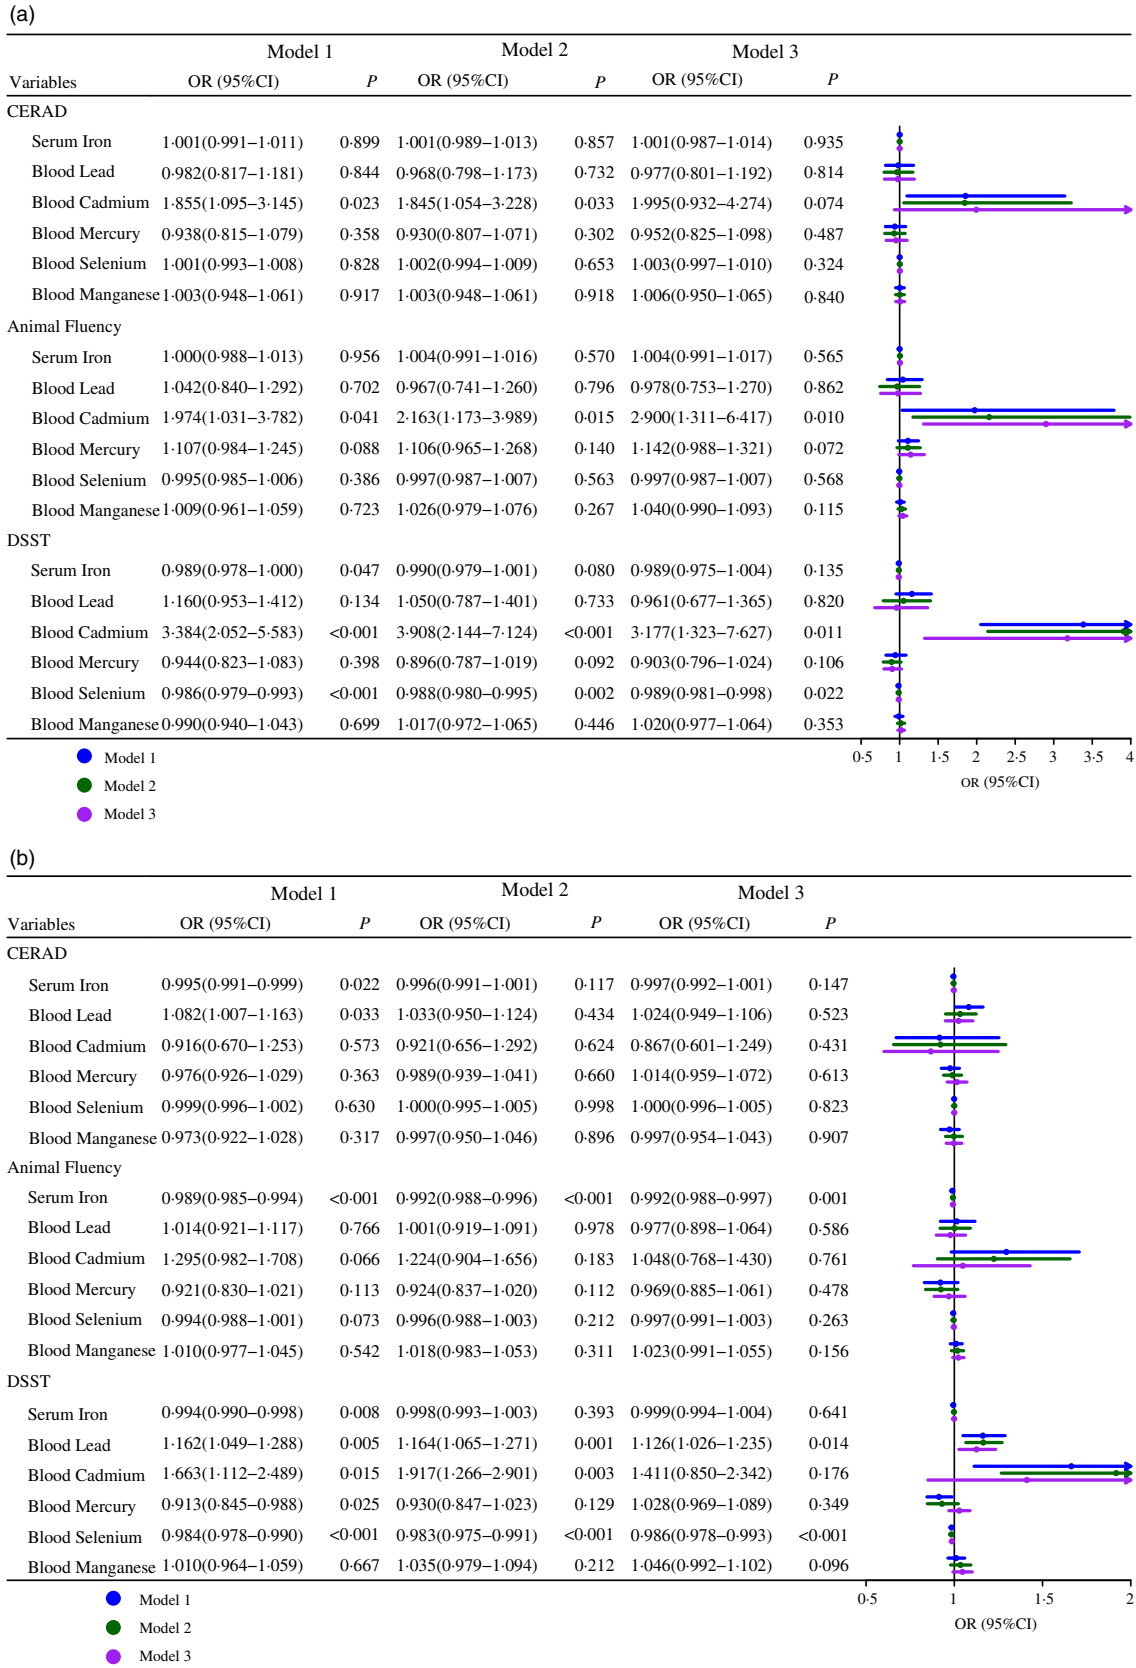 (a)
Model 1 Model 2 Model 3
Variables OR (95%CI) P OR (95%CI) P OR (95%CI) P
CERAD
Serum Iron 1·001(0·991–1·011) 0·899 1·001(0·989–1·013) 0·857 1·001(0·987–1·014) 0·935
Blood Lead 0·982(0·817–1·181) 0·844 0·968(0·798–1·173) 0·732 0·977(0·801–1·192) 0·814
Blood Cadmium 1·855(1·095–3·145) 0·023 1·845(1·054–3·228) 0·033 1·995(0·932–4·274) 0·074
Blood Mercury 0·938(0·815–1·079) 0·358 0·930(0·807–1·071) 0·302 0·952(0·825–1·098) 0·487
Blood Selenium 1·001(0·993–1·008) 0·828 1·002(0·994–1·009) 0·653 1·003(0·997–1·010) 0·324
Blood Manganese 1·003(0·948–1·061) 0·917 1·003(0·948–1·061) 0·918 1·006(0·950–1·065) 0·840
Animal Fluency
Serum Iron 1·000(0·988–1·013) 0·956 1·004(0·991–1·016) 0·570 1·004(0·991–1·017) 0·565
Blood Lead 1·042(0·840–1·292) 0·702 0·967(0·741–1·260) 0·796 0·978(0·753–1·270) 0·862
Blood Cadmium 1·974(1·031–3·782) 0·041 2·163(1·173–3·989) 0·015 2·900(1·311–6·417) 0·010
Blood Mercury 1·107(0·984–1·245) 0·088 1·106(0·965–1·268) 0·140 1·142(0·988–1·321) 0·072
Blood Selenium 0·995(0·985–1·006) 0·386 0·997(0·987–1·007) 0·563 0·997(0·987–1·007) 0·568
Blood Manganese 1·009(0·961–1·059) 0·723 1·026(0·979–1·076) 0·267 1·040(0·990–1·093) 0·115
DSST
Serum Iron 0·989(0·978–1·000) 0·047 0·990(0·979–1·001) 0·080 0·989(0·975–1·004) 0·135
Blood Lead 1·160(0·953–1·412) 0·134 1·050(0·787–1·401) 0·733 0·961(0·677–1·365) 0·820
Blood Cadmium 3·384(2·052–5·583) <0·001 3·908(2·144–7·124) <0·001 3·177(1·323–7·627) 0·011
Blood Mercury 0·944(0·823–1·083) 0·398 0·896(0·787–1·019) 0·092 0·903(0·796–1·024) 0·106
Blood Selenium 0·986(0·979–0·993) <0·001 0·988(0·980–0·995) 0·002 0·989(0·981–0·998) 0·022
Blood Manganese 0·990(0·940–1·043) 0·699 1·017(0·972–1·065) 0·446 1·020(0·977–1·064) 0·353
0·5 1 1·5 2 2·5 3 3·5 4
OR (95%CI)
Model 1
Model 2
Model 3
(b)
Model 1 Model 2 Model 3
Variables OR (95%CI) P OR (95%CI) P OR (95%CI) P
CERAD
Serum Iron 0·995(0·991–0·999) 0·022 0·996(0·991–1·001) 0·117 0·997(0·992–1·001) 0·147
Blood Lead 1·082(1·007–1·163) 0·033 1·033(0·950–1·124) 0·434 1·024(0·949–1·106) 0·523
Blood Cadmium 0·916(0·670–1·253) 0·573 0·921(0·656–1·292) 0·624 0·867(0·601–1·249) 0·431
Blood Mercury 0·976(0·926–1·029) 0·363 0·989(0·939–1·041) 0·660 1·014(0·959–1·072) 0·613
Blood Selenium 0·999(0·996–1·002) 0·630 1·000(0·995–1·005) 0·998 1·000(0·996–1·005) 0·823
Blood Manganese 0·973(0·922–1·028) 0·317 0·997(0·950–1·046) 0·896 0·997(0·954–1·043) 0·907
Animal Fluency
Serum Iron 0·989(0·985–0·994) <0·001 0·992(0·988–0·996) <0·001 0·992(0·988–0·997) 0·001
Blood Lead 1·014(0·921–1·117) 0·766 1·001(0·919–1·091) 0·978 0·977(0·898–1·064) 0·586
Blood Cadmium 1·295(0·982–1·708) 0·066 1·224(0·904–1·656) 0·183 1·048(0·768–1·430) 0·761
Blood Mercury 0·921(0·830–1·021) 0·113 0·924(0·837–1·020) 0·112 0·969(0·885–1·061) 0·478
Blood Selenium 0·994(0·988–1·001) 0·073 0·996(0·988–1·003) 0·212 0·997(0·991–1·003) 0·263
Blood Manganese 1·010(0·977–1·045) 0·542 1·018(0·983–1·053) 0·311 1·023(0·991–1·055) 0·156
DSST
Serum Iron 0·994(0·990–0·998) 0·008 0·998(0·993–1·003) 0·393 0·999(0·994–1·004) 0·641
Blood Lead 1·162(1·049–1·288) 0·005 1·164(1·065–1·271) 0·001 1·126(1·026–1·235) 0·014
Blood Cadmium 1·663(1·112–2·489) 0·015 1·917(1·266–2·901) 0·003 1·411(0·850–2·342) 0·176
Blood Mercury 0·913(0·845–0·988) 0·025 0·930(0·847–1·023) 0·129 1·028(0·969–1·089) 0·349
Blood Selenium 0·984(0·978–0·990) <0·001 0·983(0·975–0·991) <0·001 0·986(0·978–0·993) <0·001
Blood Manganese 1·010(0·964–1·059) 0·667 1·035(0·979–1·094) 0·212 1·046(0·992–1·102) 0·096
0·5 1 1·5 2
OR (95%CI)
Model 1
Model 2
Model 3